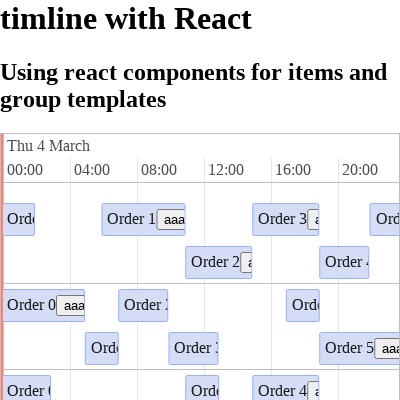 timline with React
Using react components for items and
group templates
Thu 4 March
00:00 04:00 08:00 12:00 16:00 20:00
Order 1 aaa Order 3
Order 2
Order 0 aaa Order
Order 5 aaa
Order Order 4